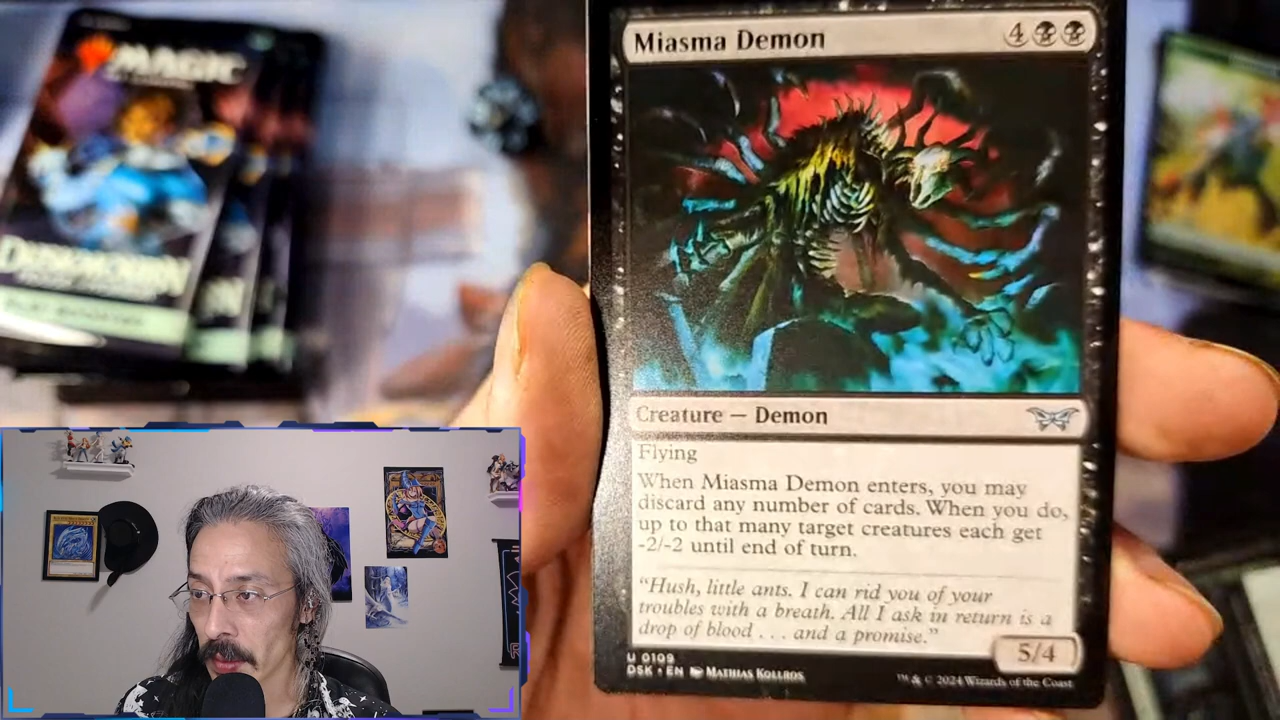 MAGIC
DUSKMOURN
Miasma Demon 4
Creature — Demon
Flying
When Miasma Demon enters, you may
discard any number of cards. When you do,
up to that many target creatures each get
-2/-2 until end of turn.
“Hush, little ants. I can rid you of your
troubles with a breath. All I ask in return is a
drop of blood . . . and a promise.”
5/4
U 0109
DSK • EN MATHIAS KOLLROS
™ & © 2024 Wizards of the Coast